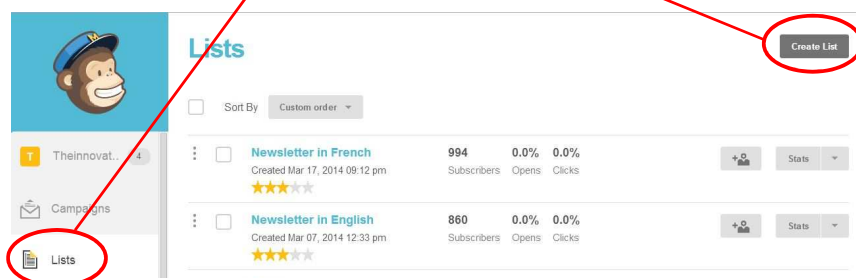 Lists
Create List
Sort By Custom order
T Theinnovat.. 4
Newsletter in French 994 0.0% 0.0%
Created Mar 17, 2014 09:12 pm Subscribers Opens Clicks
Stats
Campaigns
Newsletter in English 860 0.0% 0.0%
Created Mar 07, 2014 12:33 pm Subscribers Opens Clicks
Stats
Lists